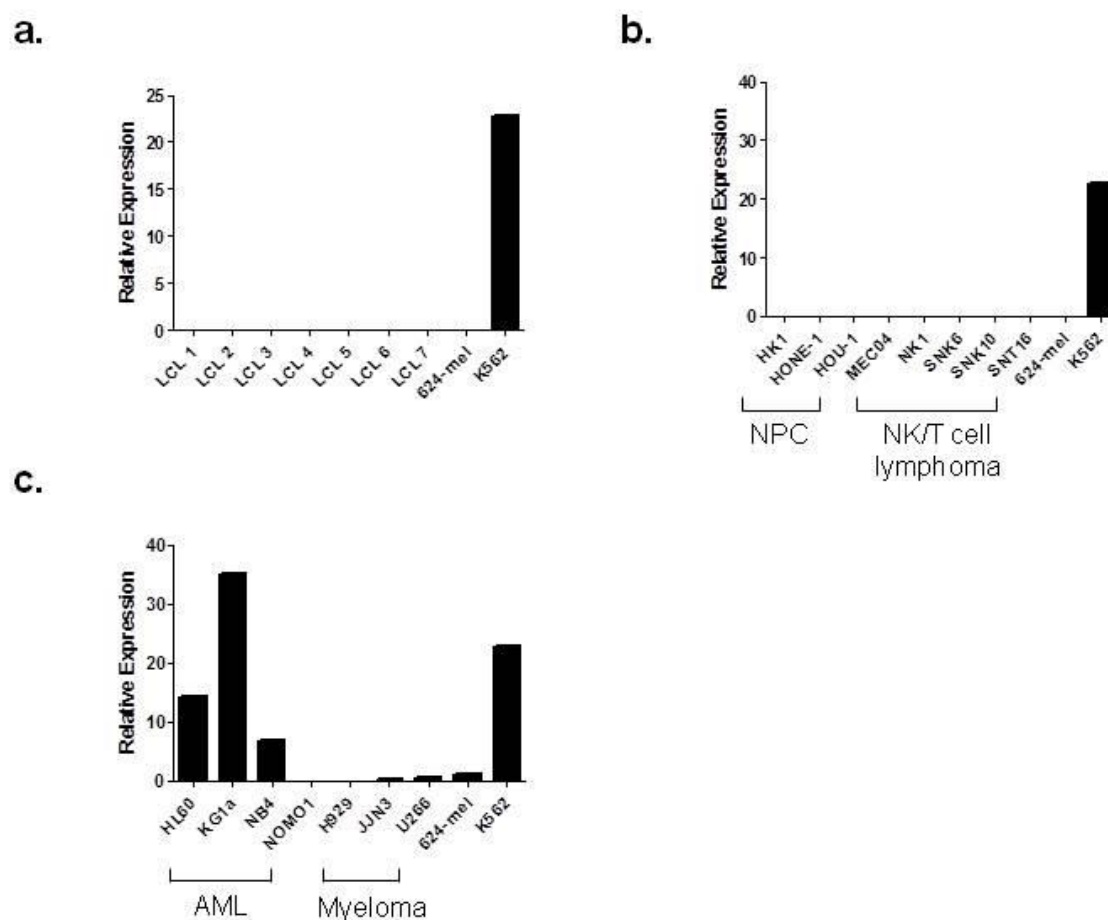 a.
Relative Expression
25
20
15
10
5
0
LCL 1
LCL 2
LCL 3
LCL 4
LCL 5
LCL 6
LCL 7
624-mel
K562
b.
Relative Expression
40
30
20
10
0
HK1
HONE-1
HOU-1
MEC04
NK1
SNK6
SNK10
SNT16
624-mel
K562
NPC
NK/T cell
lymphoma
c.
Relative Expression
40
30
20
10
0
HL60
KG1a
NB4
NOMO1
H929
JJN3
U266
624-mel
K562
AML
Myeloma